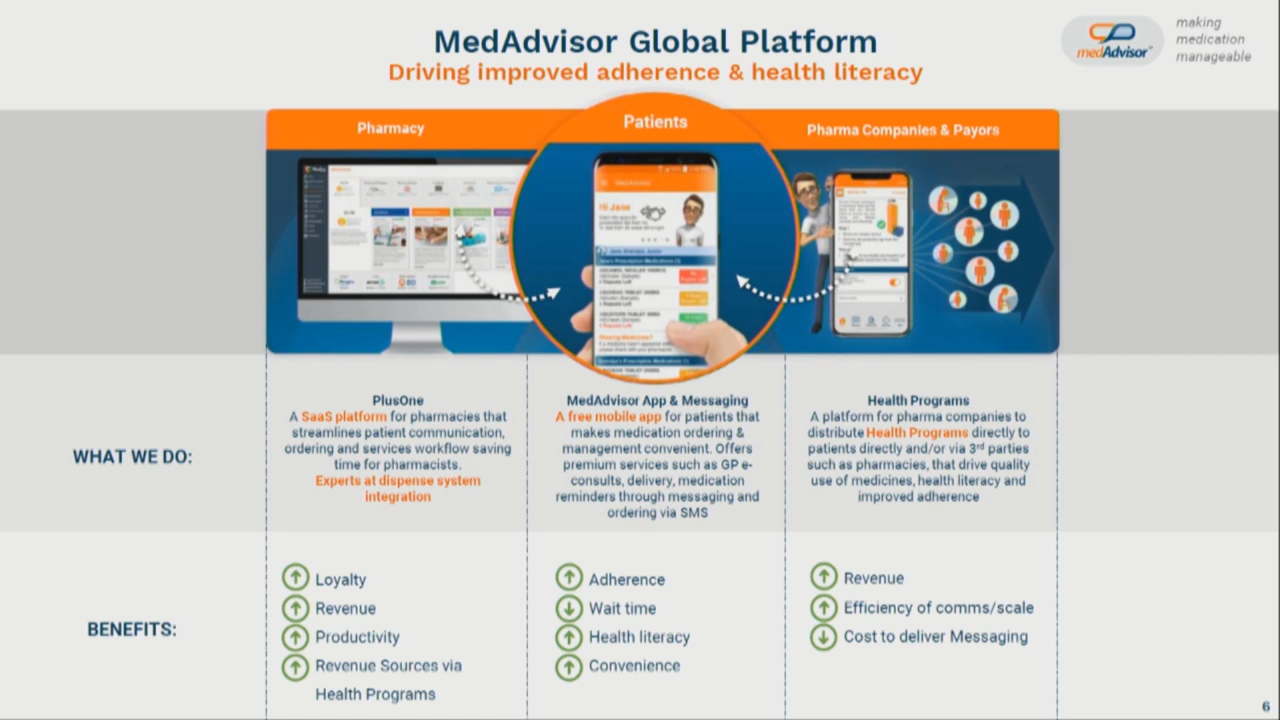 MedAdvisor Global Platform
Driving improved adherence & health literacy
medAdvisor
making
medication
manageable
Pharmacy
Patients
Pharma Companies & Payors
MedAdvisor
Hi Jane
WHAT WE DO:
PlusOne
A SaaS platform for pharmacies that
streamlines patient communication,
ordering and services workflow saving
time for pharmacists.
Experts at dispense system
integration
MedAdvisor App & Messaging
A free mobile app for patients that
makes medication ordering &
management convenient. Offers
premium services such as GP e-
consults, delivery, medication
reminders through messaging and
ordering via SMS
Health Programs
A platform for pharma companies to
distribute Health Programs directly to
patients directly and/or via 3rd parties
such as pharmacies, that drive quality
use of medicines, health literacy and
improved adherence
BENEFITS:
Loyalty
Revenue
Productivity
Revenue Sources via
Health Programs
Adherence
Wait time
Health literacy
Convenience
Revenue
Efficiency of comms/scale
Cost to deliver Messaging
6